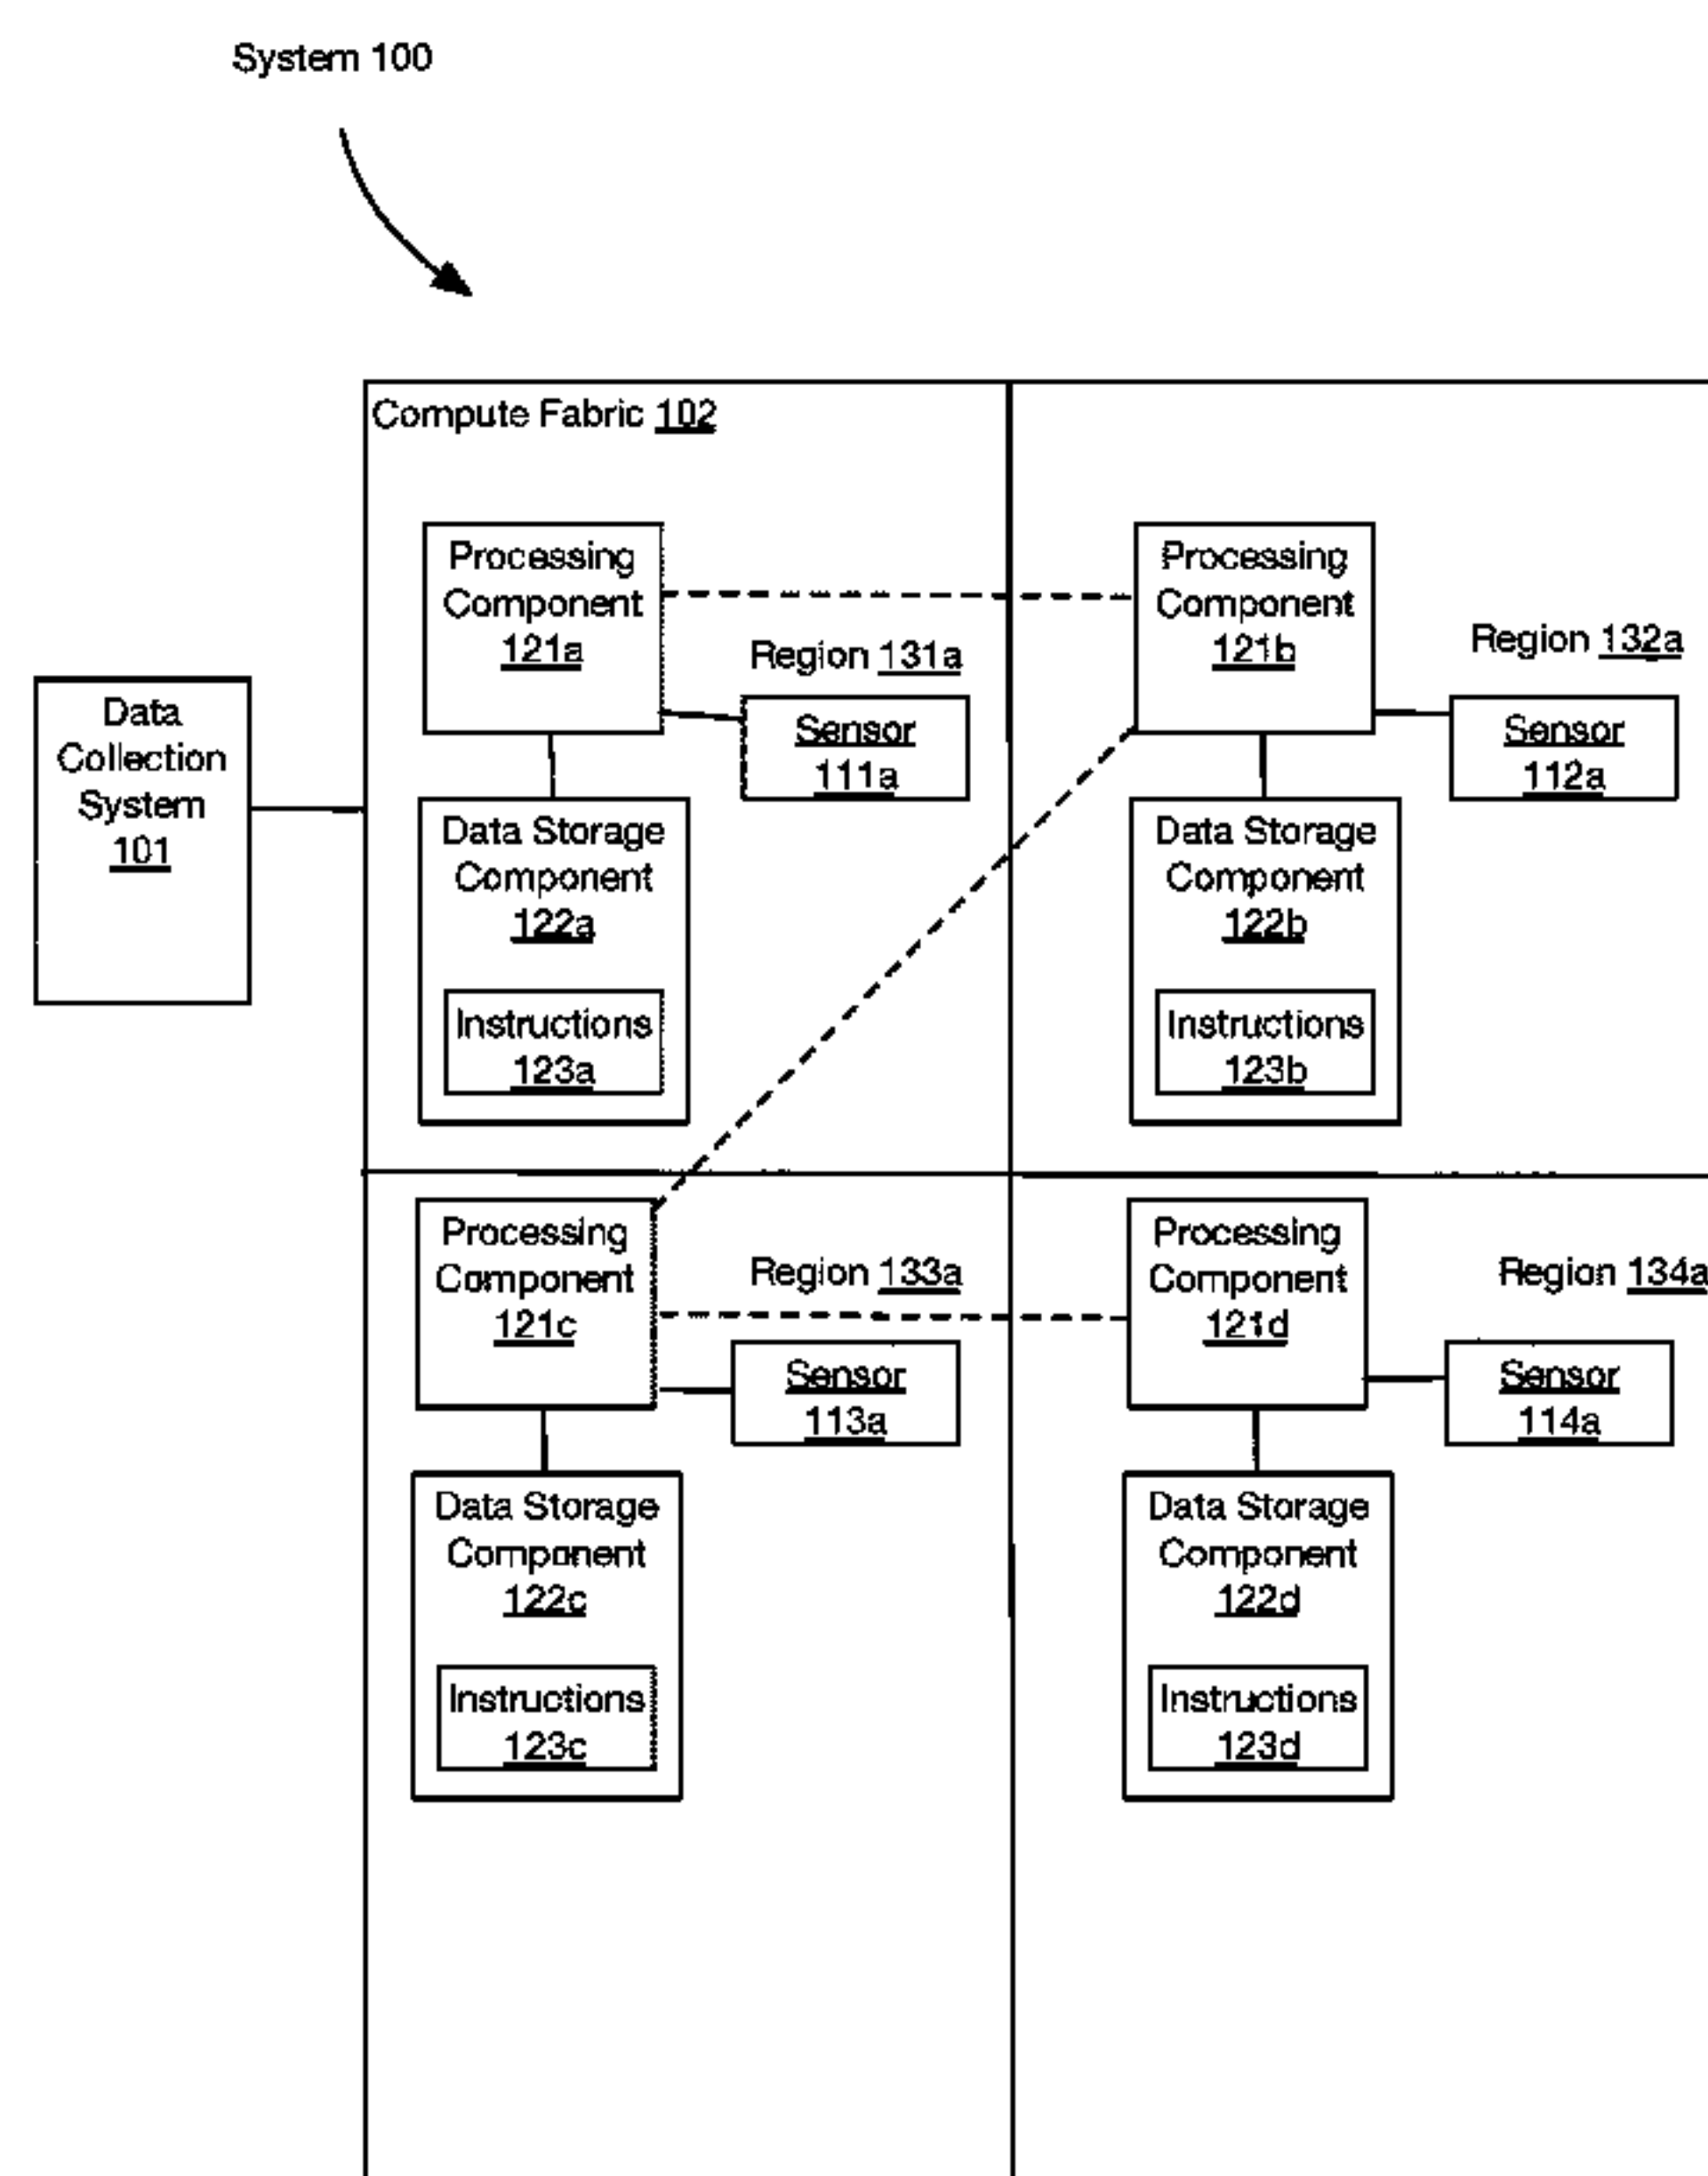 System 100
Compute Fabric 102
Data
Collection
System
101
Processing
Component
121a
Region 131a
Sensor
111a
Data Storage
Component
122a
Instructions
123a
Processing
Component
121b
Region 132a
Sensor
112a
Data Storage
Component
122b
Instructions
123b
Processing
Component
121c
Region 133a
Sensor
113a
Data Storage
Component
122c
Instructions
123c
Processing
Component
121d
Region 134a
Sensor
114a
Data Storage
Component
122d
Instructions
123d